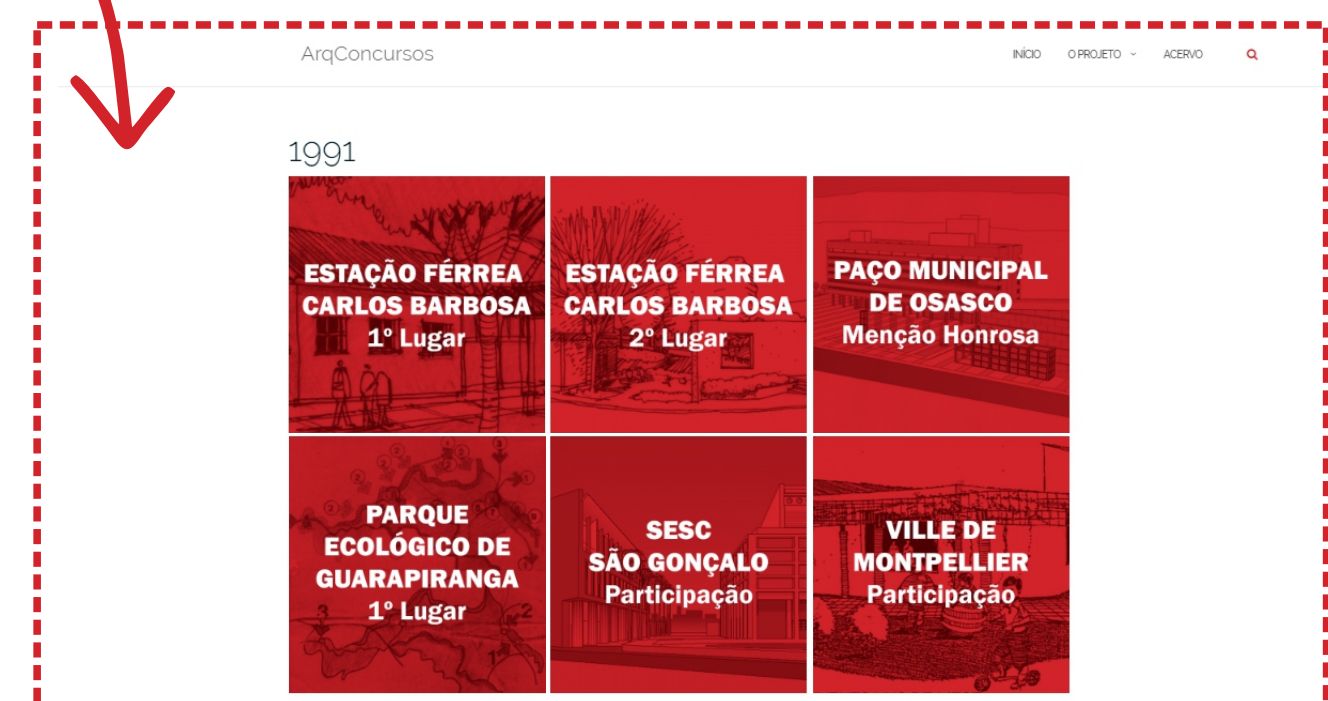 ArqConcursos
INÍCIO O PROJETO ACERVO
1991
ESTAÇÃO FÉRREA
CARLOS BARBOSA
1º Lugar
ESTAÇÃO FÉRREA
CARLOS BARBOSA
2º Lugar
PAÇO MUNICIPAL
DE OSASCO
Menção Honrosa
PARQUE
ECOLÓGICO DE
GUARAPIRANGA
1º Lugar
SESC
SÃO GONÇALO
Participação
VILLE DE
MONTPELLIER
Participação